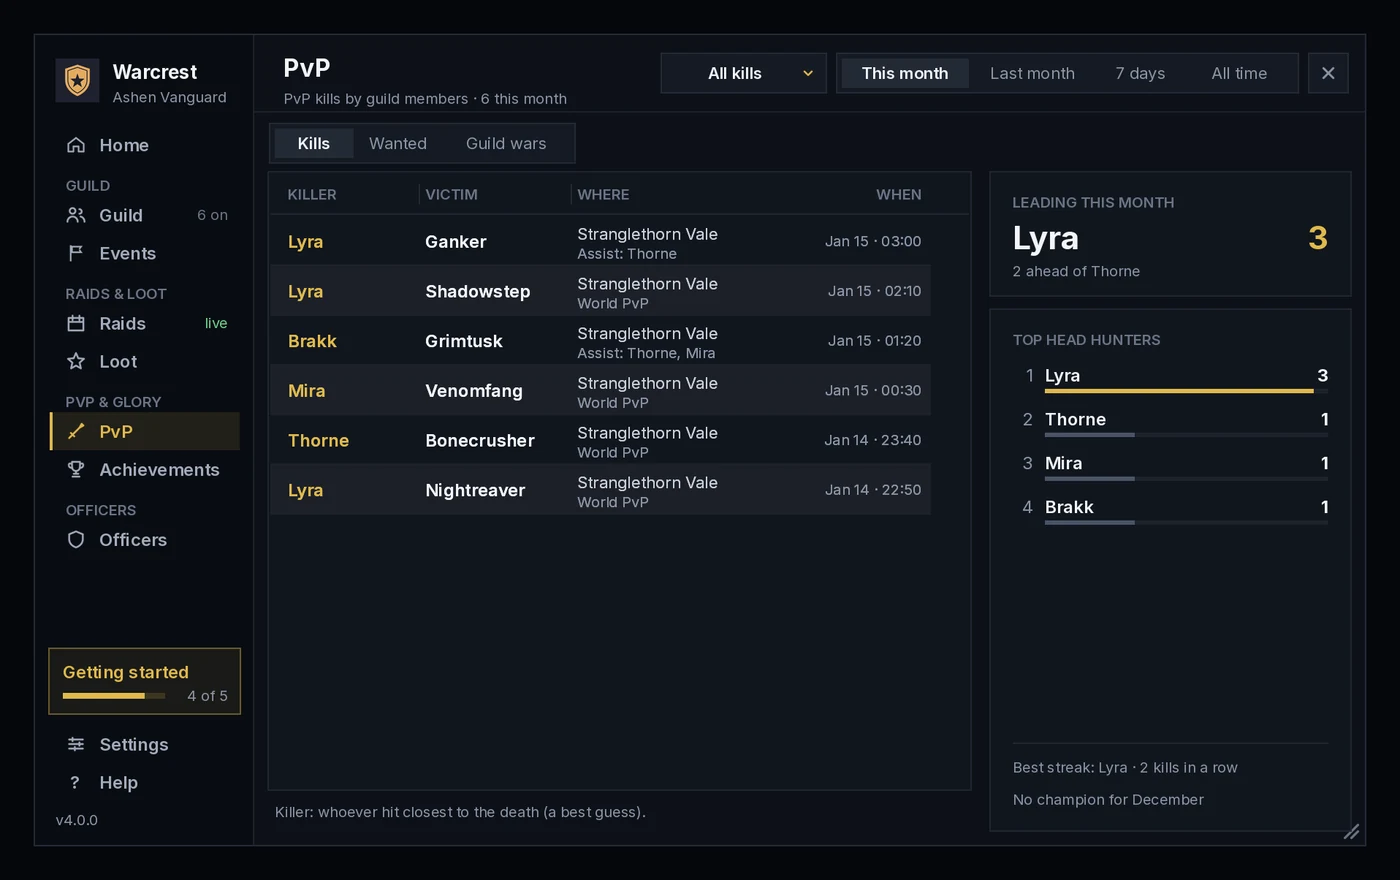 Warcrest
Ashen Vanguard
Home
GUILD
Guild 6 on
Events
RAIDS & LOOT
Raids live
Loot
PVP & GLORY
PvP
Achievements
OFFICERS
Officers
Getting started
4 of 5
Settings
? Help
v4.0.0
PvP
PvP kills by guild members · 6 this month
All kills
This month Last month 7 days All time
Kills Wanted Guild wars
KILLER VICTIM WHERE WHEN
Lyra Ganker Stranglethorn Vale Jan 15 · 03:00
Assist: Thorne
Lyra Shadowstep Stranglethorn Vale Jan 15 · 02:10
World PvP
Brakk Grimtusk Stranglethorn Vale Jan 15 · 01:20
Assist: Thorne, Mira
Mira Venomfang Stranglethorn Vale Jan 15 · 00:30
World PvP
Thorne Bonecrusher Stranglethorn Vale Jan 14 · 23:40
World PvP
Lyra Nightreaver Stranglethorn Vale Jan 14 · 22:50
World PvP
Killer: whoever hit closest to the death (a best guess).
LEADING THIS MONTH
Lyra 3
2 ahead of Thorne
TOP HEAD HUNTERS
1 Lyra 3
2 Thorne 1
3 Mira 1
4 Brakk 1
Best streak: Lyra · 2 kills in a row
No champion for December